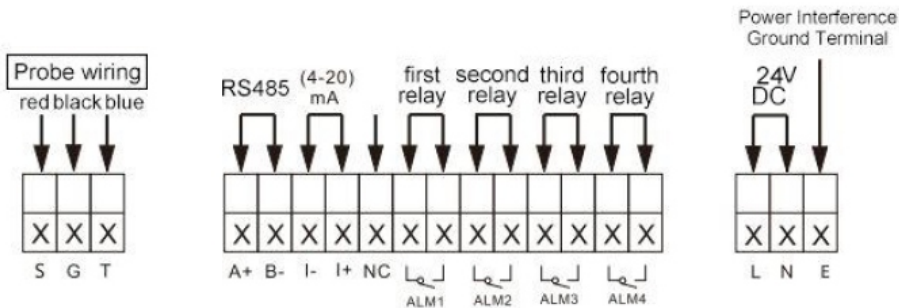 Power Interference
Ground Terminal
Probe wiring
red black blue
RS485
(4-20)
mA
first
relay
second
relay
third
relay
fourth
relay
24V
DC
X X X
X X X X X X X X X X X X X
X X X
S G T
A+ B- I- I+ NC
ALM1 ALM2 ALM3 ALM4
L N E